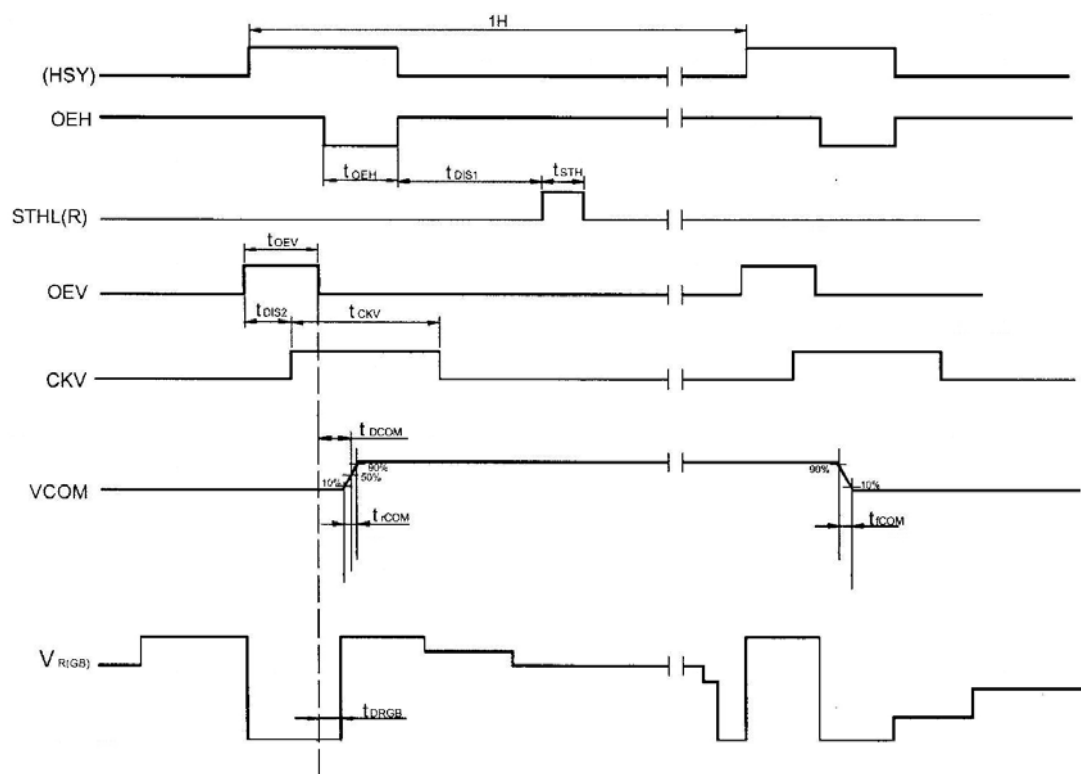 1H
(HSY)
OEH
tOEH tDIS1 tSTH
STHL(R)
tOEV
OEV
tDIS2 tCKV
CKV
tDCOM
90% 90%
50%
10% 10%
VCOM
trCOM tfCOM
VR(GB)
tDRGB